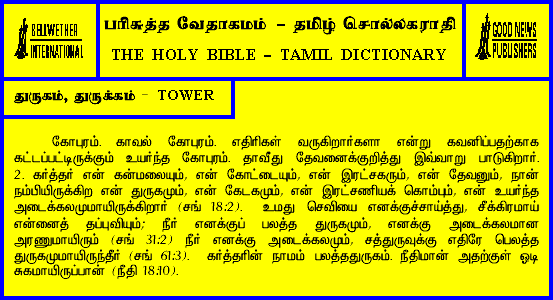 BELLWETHER
INTERNATIONAL
பரிசுத்த வேதாகமம் - தமிழ் சொல்லகராதி
THE HOLY BIBLE - TAMIL DICTIONARY
GOOD NEWS
PUBLISHERS
துருகம், துருக்கம் - TOWER
கோபுரம். காவல் கோபுரம். எதிரிகள் வருகிறார்களா என்று கவனிப்பதற்காக
கட்டப்பட்டிருக்கும் உயர்ந்த கோபுரம். தாவீது தேவனைக்குறித்து இவ்வாறு பாடுகிறார்.
2. கர்த்தர் என் கன்மலையும், என் கோட்டையும், என் இரட்சகரும், என் தேவனும், நான்
நம்பியிருக்கிற என் துருகமும், என் கேடகமும், என் இரட்சணியக் கொம்பும், என் உயர்ந்த
அடைக்கலமுமாயிருக்கிறார் (சங் 18:2). உமது செவியை எனக்குச்சாய்த்து, சீக்கிரமாய்
என்னைத் தப்புவியும்; நீர் எனக்குப் பலத்த துருகமும், எனக்கு அடைக்கலமான
அரணுமாயிரும் (சங் 31:2) நீர் எனக்கு அடைக்கலமும், சத்துருவுக்கு எதிரே பெலத்த
துருகமுமாயிருந்தீர் (சங் 61:3). கர்த்தரின் நாமம் பலத்ததுருகம். நீதிமான் அதற்குள் ஓடி
சுகமாயிருப்பான் (நீதி 18:10).